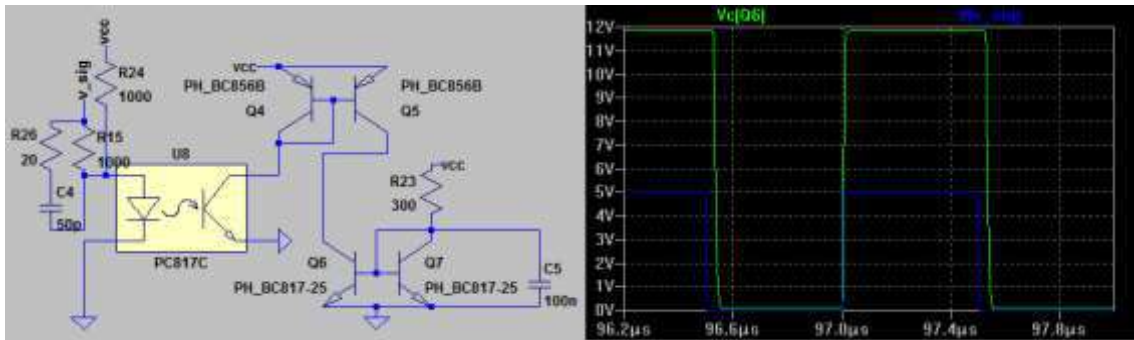 vcc
v_sig
R24
1000
R26
20
R15
1000
C4
50p
U8
PC817C
vcc
PH_BC856B
Q4
PH_BC856B
Q5
vcc
R23
300
Q6
PH_BC817-25
Q7
PH_BC817-25
C5
100n
Vc(Q6)
12V
11V
10V
9V
8V
7V
6V
5V
4V
3V
2V
1V
0V
96.2µs 96.6µs 97.0µs 97.4µs 97.8µs